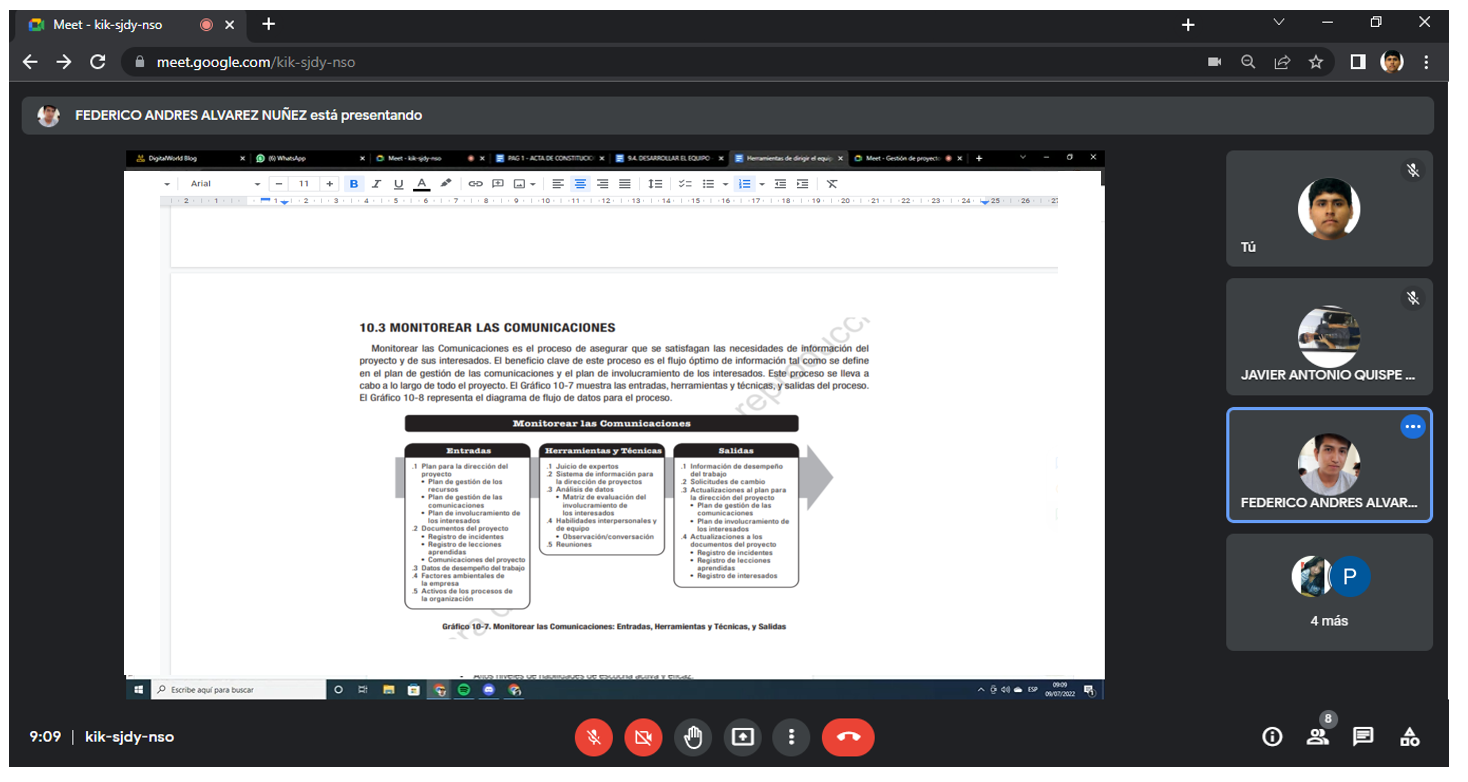 Meet - kik-sjdy-nso
meet.google.com/kik-sjdy-nso
FEDERICO ANDRES ALVAREZ NUÑEZ está presentando
DigitalWorld Blog
(6) WhatsApp
Meet - kik-sjdy-nso
PAG 1 - ACTA DE CONSTITUCIO
9.4. DESARROLLAR EL EQUIPO
Herramientas de dirigir el equip
Meet - Gestión de proyecto
Arial
11
10.3 MONITOREAR LAS COMUNICACIONES
Monitorear las Comunicaciones es el proceso de asegurar que se satisfagan las necesidades de información del
proyecto y de sus interesados. El beneficio clave de este proceso es el flujo óptimo de información tal como se define
en el plan de gestión de las comunicaciones y el plan de involucramiento de los interesados. Este proceso se lleva a
cabo a lo largo de todo el proyecto. El Gráfico 10-7 muestra las entradas, herramientas y técnicas, y salidas del proceso.
El Gráfico 10-8 representa el diagrama de flujo de datos para el proceso.
Monitorear las Comunicaciones
Entradas
.1 Plan para la dirección del
proyecto
• Plan de gestión de los
recursos
• Plan de gestión de las
comunicaciones
• Plan de involucramiento de
los interesados
.2 Documentos del proyecto
• Registro de incidentes
• Registro de lecciones
aprendidas
• Comunicaciones del proyecto
.3 Datos de desempeño del trabajo
.4 Factores ambientales de
la empresa
.5 Activos de los procesos de
la organización
Herramientas y Técnicas
.1 Juicio de expertos
.2 Sistema de información para
la dirección de proyectos
.3 Análisis de datos
• Matriz de evaluación del
involucramiento de
los interesados
.4 Habilidades interpersonales y
de equipo
• Observación/conversación
.5 Reuniones
Salidas
.1 Información de desempeño
del trabajo
.2 Solicitudes de cambio
.3 Actualizaciones al plan para
la dirección del proyecto
• Plan de gestión de las
comunicaciones
• Plan de involucramiento de
los interesados
.4 Actualizaciones a los
documentos del proyecto
• Registro de incidentes
• Registro de lecciones
aprendidas
• Registro de interesados
Gráfico 10-7. Monitorear las Comunicaciones: Entradas, Herramientas y Técnicas, y Salidas
• Altos niveles de habilidades de escucha activa y eficaz.
Escribe aquí para buscar
ESP
09:09
09/07/2022
Tú
JAVIER ANTONIO QUISPE ...
FEDERICO ANDRES ALVAR...
P
4 más
9:09 | kik-sjdy-nso
8